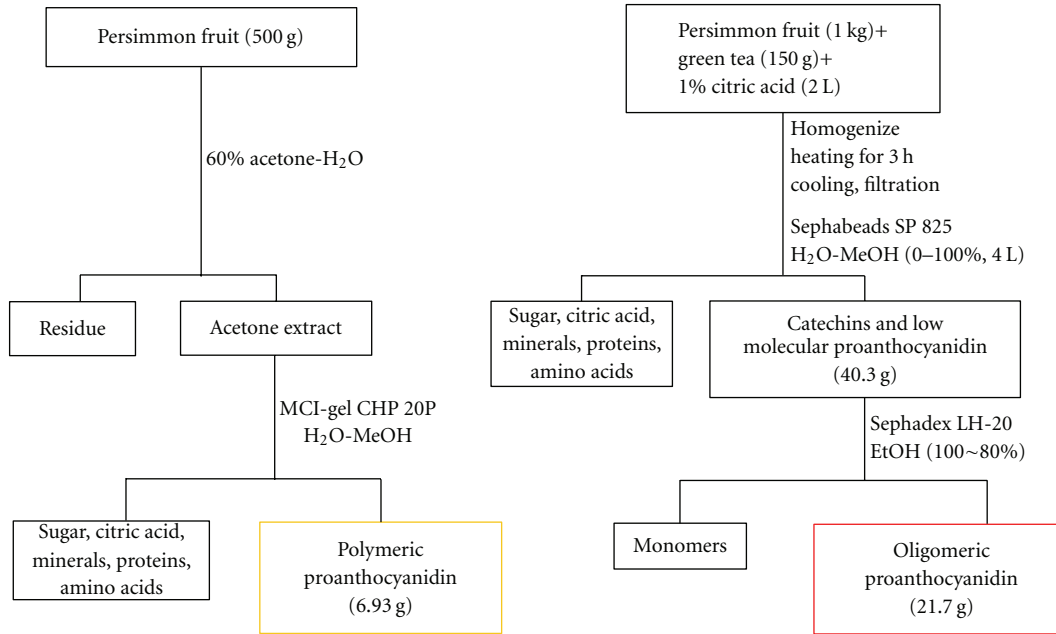 Persimmon fruit (500 g)
60% acetone-H₂O
Residue
Acetone extract
MCI-gel CHP 20P
H₂O-MeOH
Sugar, citric acid,
minerals, proteins,
amino acids
Polymeric
proanthocyanidin
(6.93 g)
Persimmon fruit (1 kg)+
green tea (150 g)+
1% citric acid (2 L)
Homogenize
heating for 3 h
cooling, filtration
Sephabeads SP 825
H₂O-MeOH (0–100%, 4 L)
Sugar, citric acid,
minerals, proteins,
amino acids
Catechins and low
molecular proanthocyanidin
(40.3 g)
Sephadex LH-20
EtOH (100~80%)
Monomers
Oligomeric
proanthocyanidin
(21.7 g)